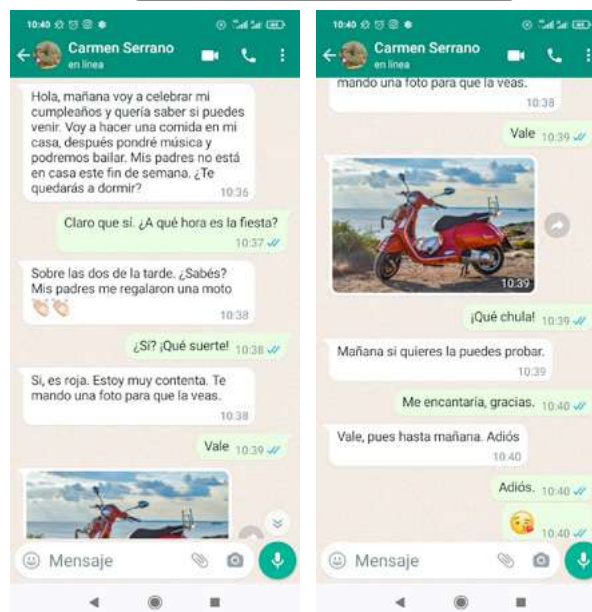 10:40
Carmen Serrano
en línea
Hola, mañana voy a celebrar mi
cumpleaños y quería saber si puedes
venir. Voy a hacer una comida en mi
casa, después pondré música y
podremos bailar. Mis padres no está
en casa este fin de semana. ¿Te
quedarás a dormir?
10:36
Claro que sí. ¿A qué hora es la fiesta?
10:37
Sobre las dos de la tarde. ¿Sabés?
Mis padres me regalaron una moto
10:38
¿Sí? ¡Qué suerte! 10:38
Si, es roja. Estoy muy contenta. Te
mando una foto para que la veas.
10:38
Vale 10:39
Mensaje
10:40
Carmen Serrano
en línea
mando una foto para que la veas.
10:38
Vale 10:39
10:39
¡Qué chula! 10:39
Mañana si quieres la puedes probar.
10:39
Me encantaría, gracias. 10:40
Vale, pues hasta mañana. Adiós
10:40
Adiós. 10:40
10:40
Mensaje